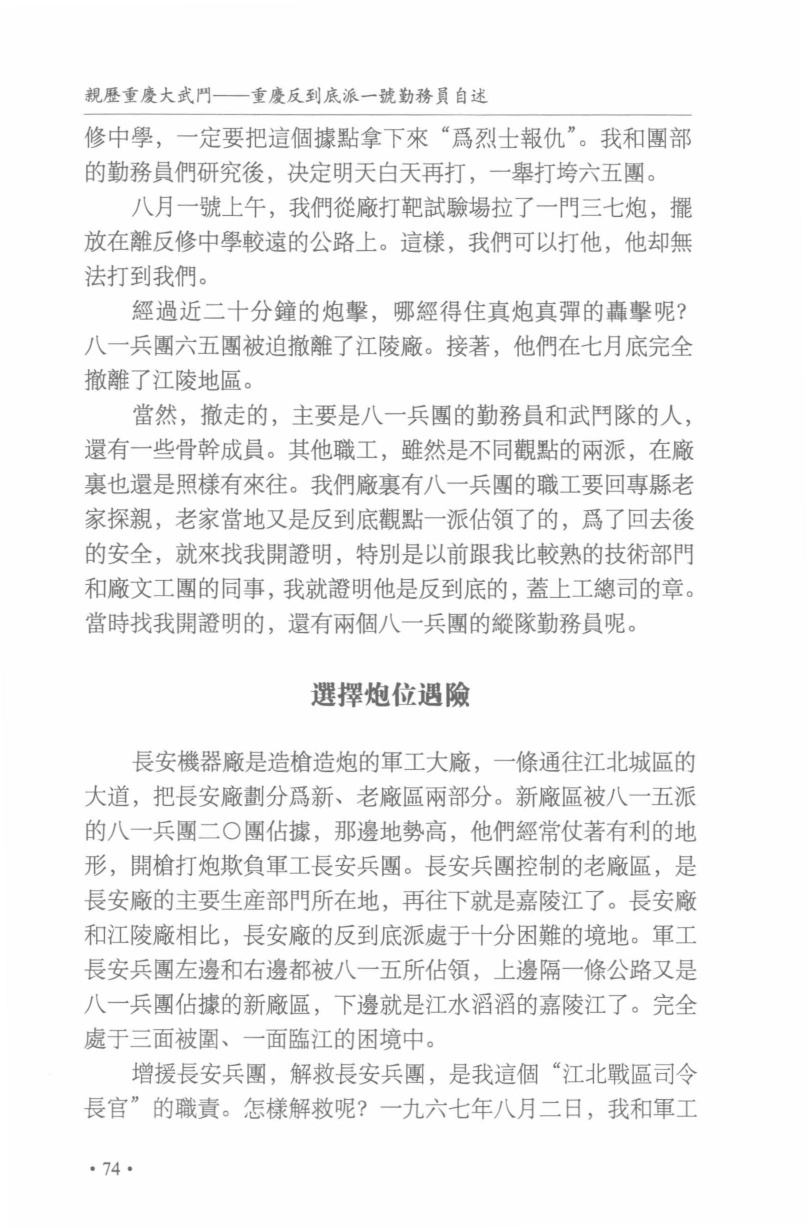 親歷重慶大武鬥——重慶反到底派一號勤務員自述
修中學，一定要把這個據點拿下來“爲烈士報仇”。我和團部
的勤務員們研究後，决定明天白天再打，一舉打垮六五團。
八月一號上午，我們從廠打靶試驗場拉了一門三七炮，擺
放在離反修中學較遠的公路上。這樣，我們可以打他，他却無
法打到我們。
經過近二十分鐘的炮擊，哪經得住真炮真彈的轟擊呢？
八一兵團六五團被迫撤離了江陵廠。接著，他們在七月底完全
撤離了江陵地區。
當然，撤走的，主要是八一兵團的勤務員和武鬥隊的人，
還有一些骨幹成員。其他職工，雖然是不同觀點的兩派，在廠
裏也還是照樣有來往。我們廠裏有八一兵團的職工要回專縣老
家探親，老家當地又是反到底觀點一派佔領了的，爲了回去後
的安全，就來找我開證明，特別是以前跟我比較熟的技術部門
和廠文工團的同事，我就證明他是反到底的，蓋上工總司的章。
當時找我開證明的，還有兩個八一兵團的縱隊勤務員呢。
選擇炮位遇險
長安機器廠是造槍造炮的軍工大廠，一條通往江北城區的
大道，把長安廠劃分爲新、老廠區兩部分。新廠區被八一五派
的八一兵團二〇團佔據，那邊地勢高，他們經常仗著有利的地
形，開槍打炮欺負軍工長安兵團。長安兵團控制的老廠區，是
長安廠的主要生産部門所在地，再往下就是嘉陵江了。長安廠
和江陵廠相比，長安廠的反到底派處于十分困難的境地。軍工
長安兵團左邊和右邊都被八一五所佔領，上邊隔一條公路又是
八一兵團佔據的新廠區，下邊就是江水滔滔的嘉陵江了。完全
處于三面被圍、一面臨江的困境中。
增援長安兵團，解救長安兵團，是我這個“江北戰區司令
長官”的職責。怎樣解救呢？一九六七年八月二日，我和軍工
• 74 •